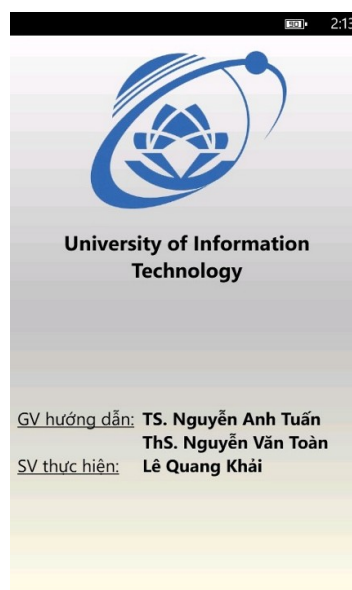 90 2:13
University of Information
Technology
GV hướng dẫn: TS. Nguyễn Anh Tuấn
ThS. Nguyễn Văn Toàn
SV thực hiện: Lê Quang Khải